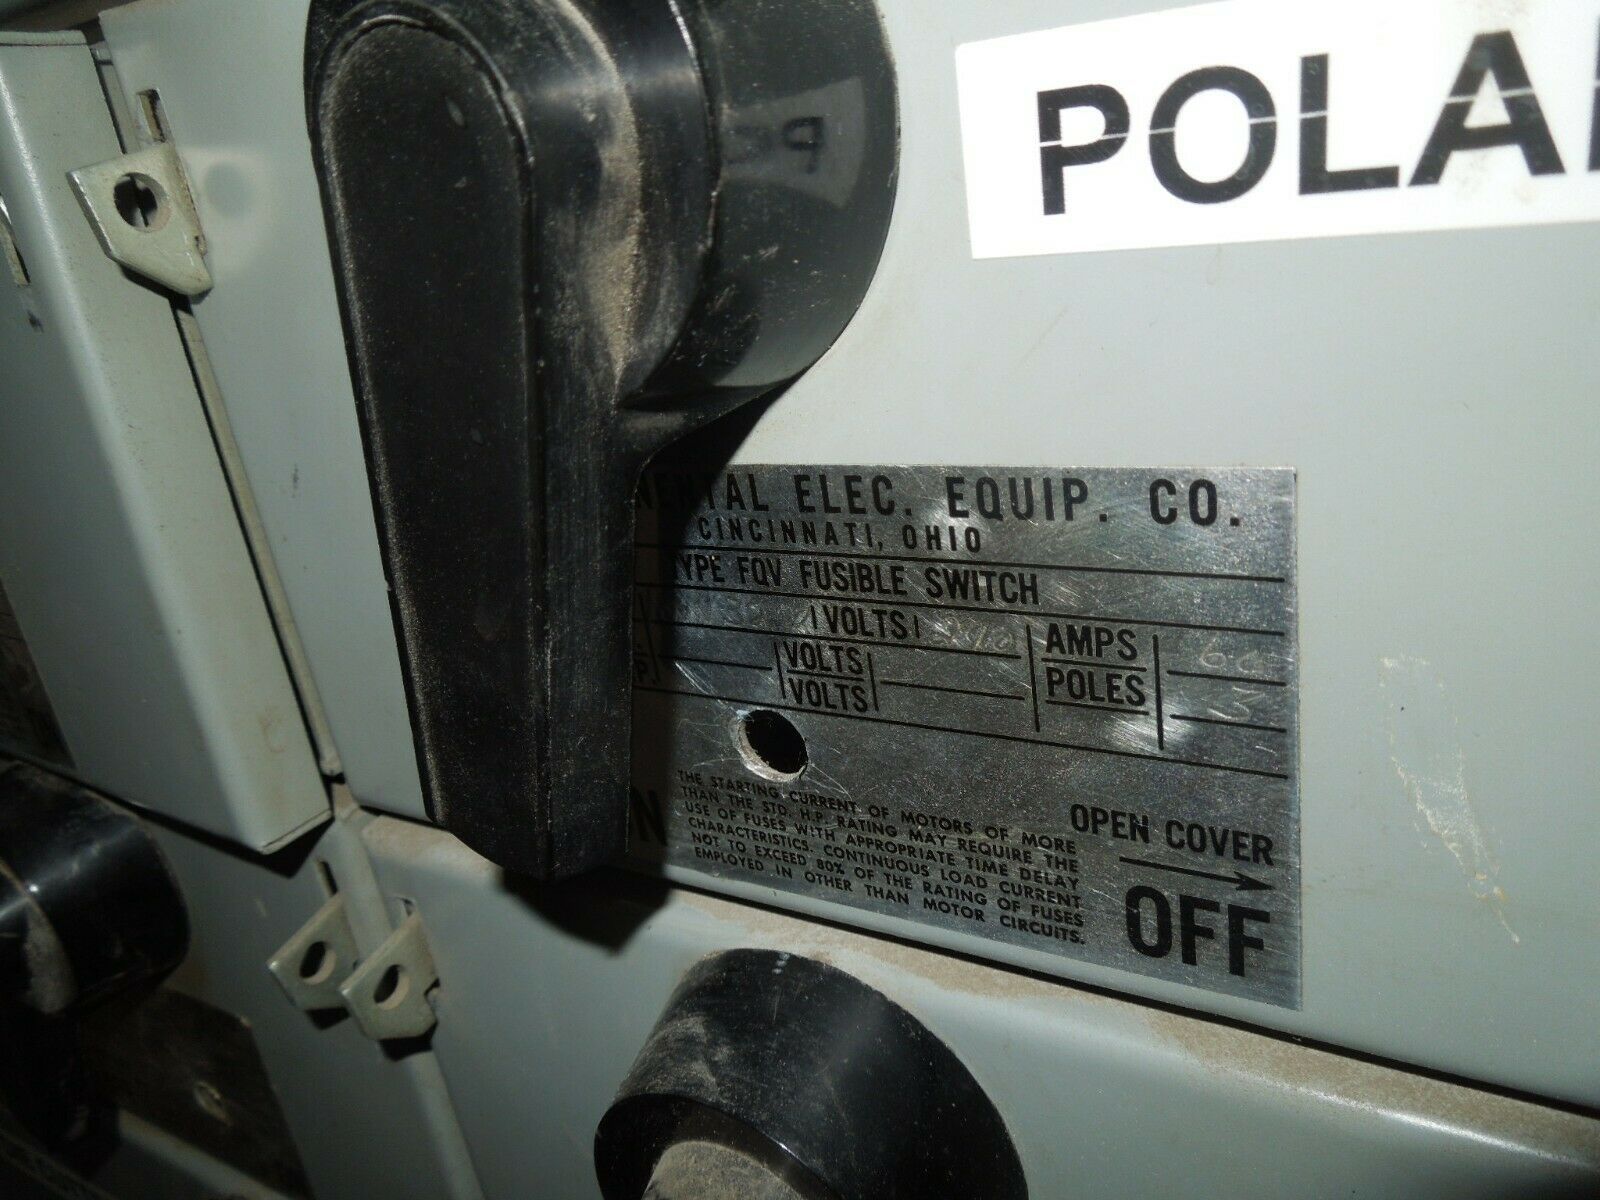 POLA
NENTAL ELEC. EQUIP. CO.
CINCINNATI, OHIO
YPE FQV FUSIBLE SWITCH
VOLTS 240 AMPS 60
VOLTS POLES 3
VOLTS
THE STARTING CURRENT OF MOTORS OF MORE
THAN THE STD. H.P. RATING MAY REQUIRE THE
USE OF FUSES WITH APPROPRIATE TIME DELAY
CHARACTERISTICS. CONTINUOUS LOAD CURRENT
NOT TO EXCEED 80% OF THE RATING OF FUSES
EMPLOYED IN OTHER THAN MOTOR CIRCUITS.
N
OPEN COVER
OFF